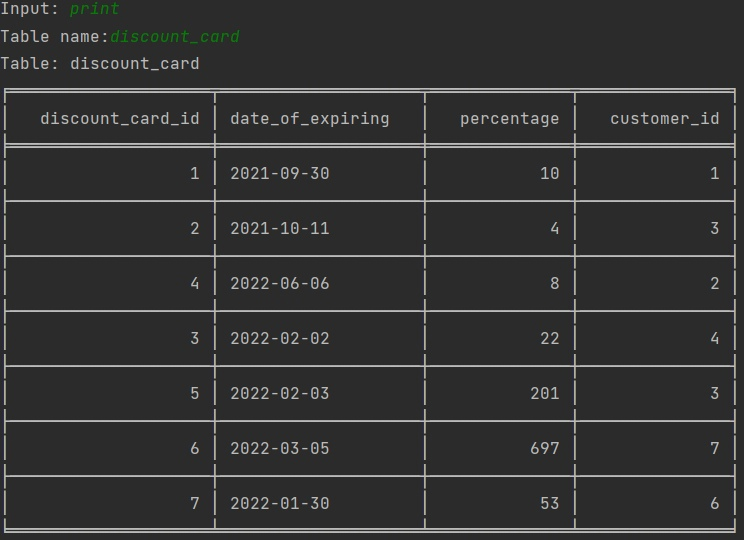 Input: print
Table name:discount_card
Table: discount_card
discount_card_id date_of_expiring percentage customer_id
1 2021-09-30 10 1
2 2021-10-11 4 3
4 2022-06-06 8 2
3 2022-02-02 22 4
5 2022-02-03 201 3
6 2022-03-05 697 7
7 2022-01-30 53 6